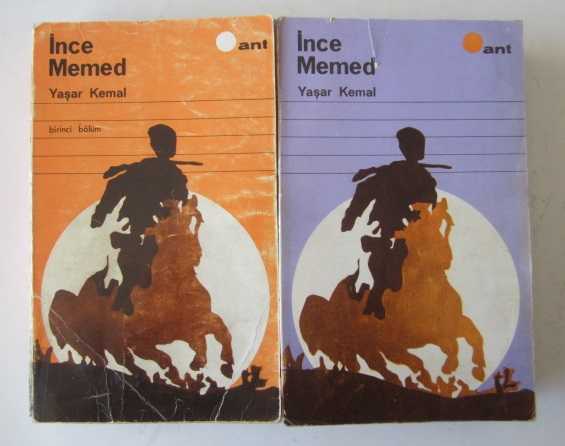 İnce
Memed
Yaşar Kemal
birinci bölüm
ant
İnce
Memed
Yaşar Kemal
ant